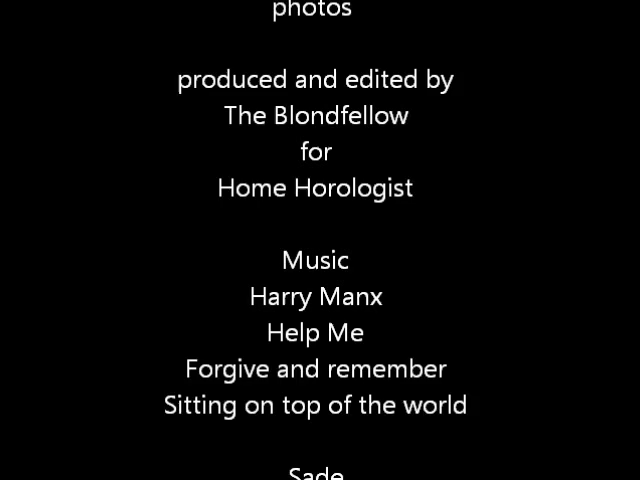 photos
produced and edited by
The Blondfellow
for
Home Horologist
Music
Harry Manx
Help Me
Forgive and remember
Sitting on top of the world
Sade